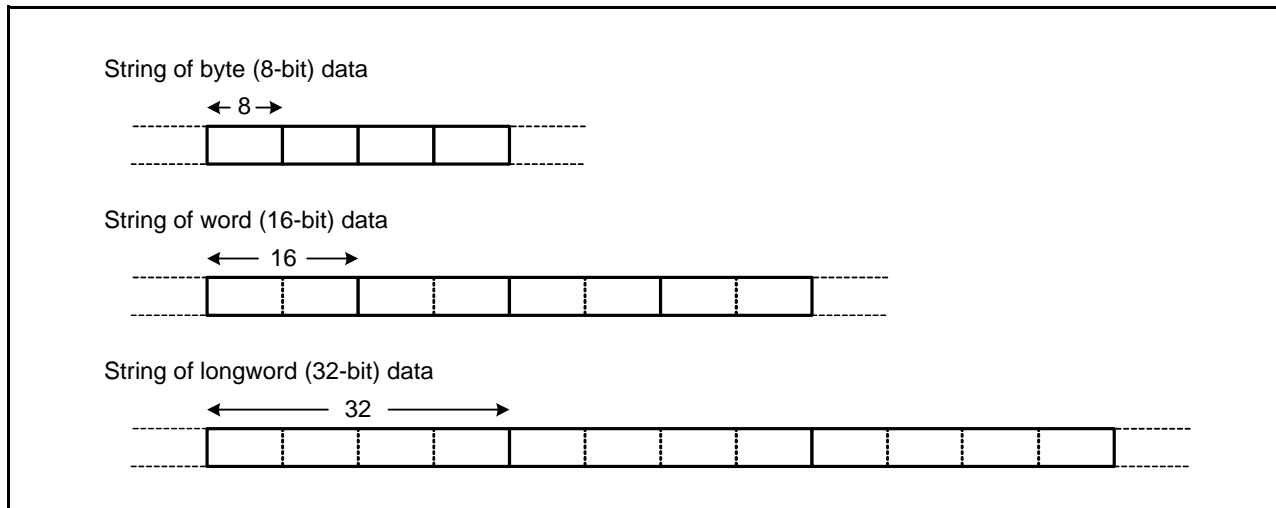 String of byte (8-bit) data
8
String of word (16-bit) data
16
String of longword (32-bit) data
32